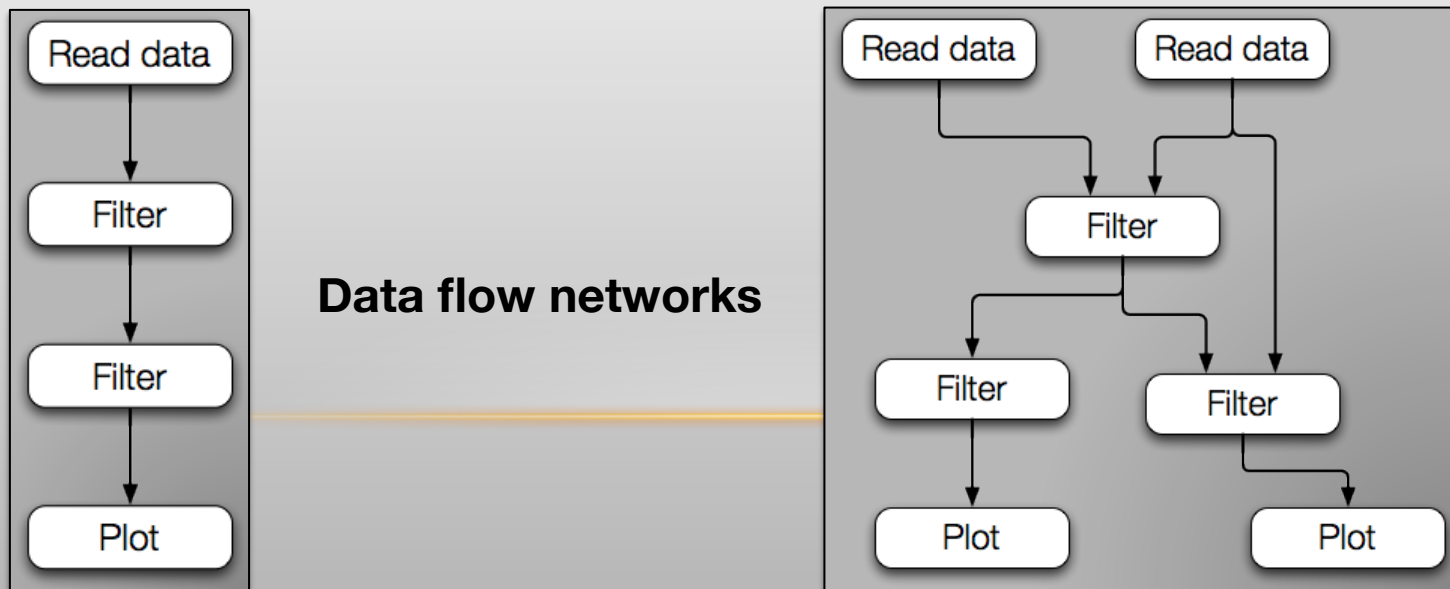 Read data
Filter
Filter
Plot
Data flow networks
Read data
Read data
Filter
Filter
Filter
Plot
Plot